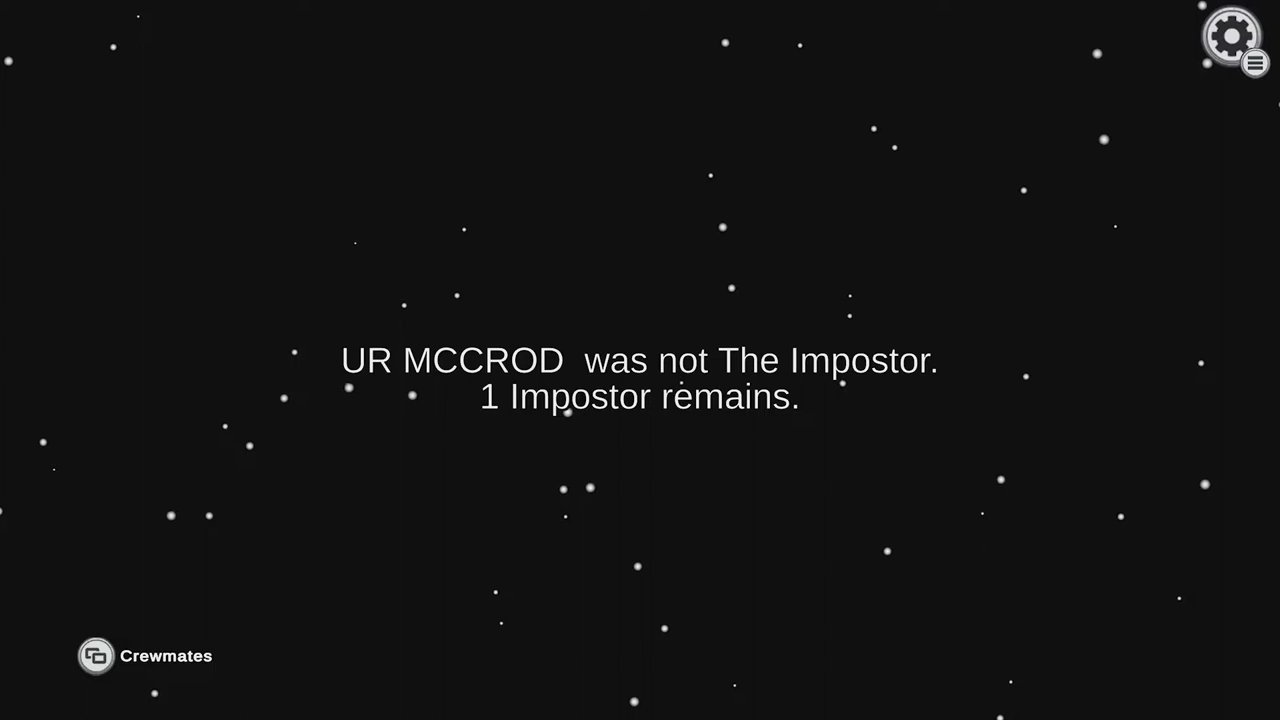 UR MCCROD  was not The Impostor.
1 Impostor remains.
Crewmates